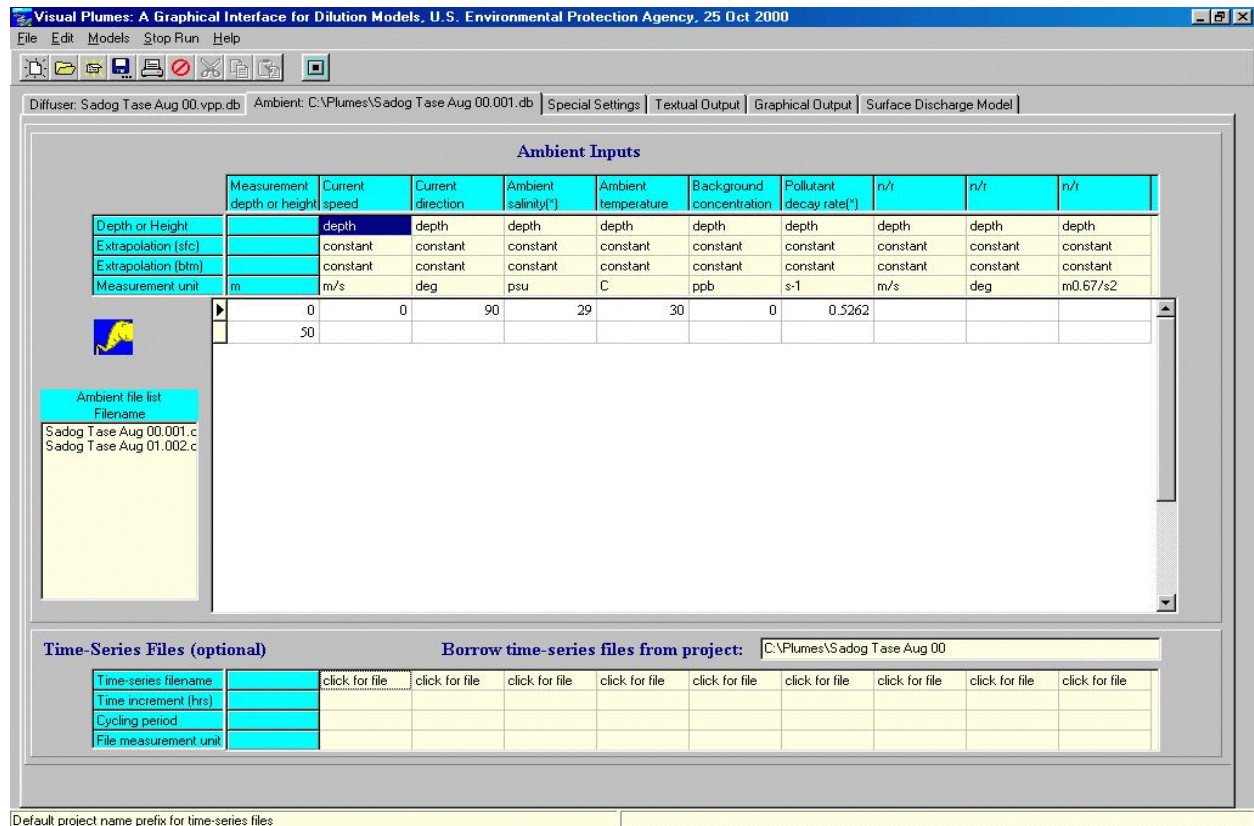 Visual Plumes: A Graphical Interface for Dilution Models, U.S. Environmental Protection Agency, 25 Oct 2000
File Edit Models Stop Run Help
Diffuser: Sadog Tase Aug 00.vpp.db Ambient: C:\Plumes\Sadog Tase Aug 00.001.db Special Settings Textual Output Graphical Output Surface Discharge Model
Ambient Inputs
Measurement Current Current Ambient Ambient Background Pollutant n/r n/r n/r
depth or height speed direction salinity(*) temperature concentration decay rate(*)
Depth or Height depth depth depth depth depth depth depth depth depth
Extrapolation (sfc) constant constant constant constant constant constant constant constant constant
Extrapolation (btm) constant constant constant constant constant constant constant constant constant
Measurement unit m m/s deg psu C ppb s-1 m/s deg m0.67/s2
0 0 90 29 30 0 0.5262
50
Ambient file list
Filename
Sadog Tase Aug 00.001.c
Sadog Tase Aug 01.002.c
Time-Series Files (optional) Borrow time-series files from project: C:\Plumes\Sadog Tase Aug 00
Time-series filename click for file click for file click for file click for file click for file click for file click for file click for file click for file
Time increment (hrs)
Cycling period
File measurement unit
Default project name prefix for time-series files